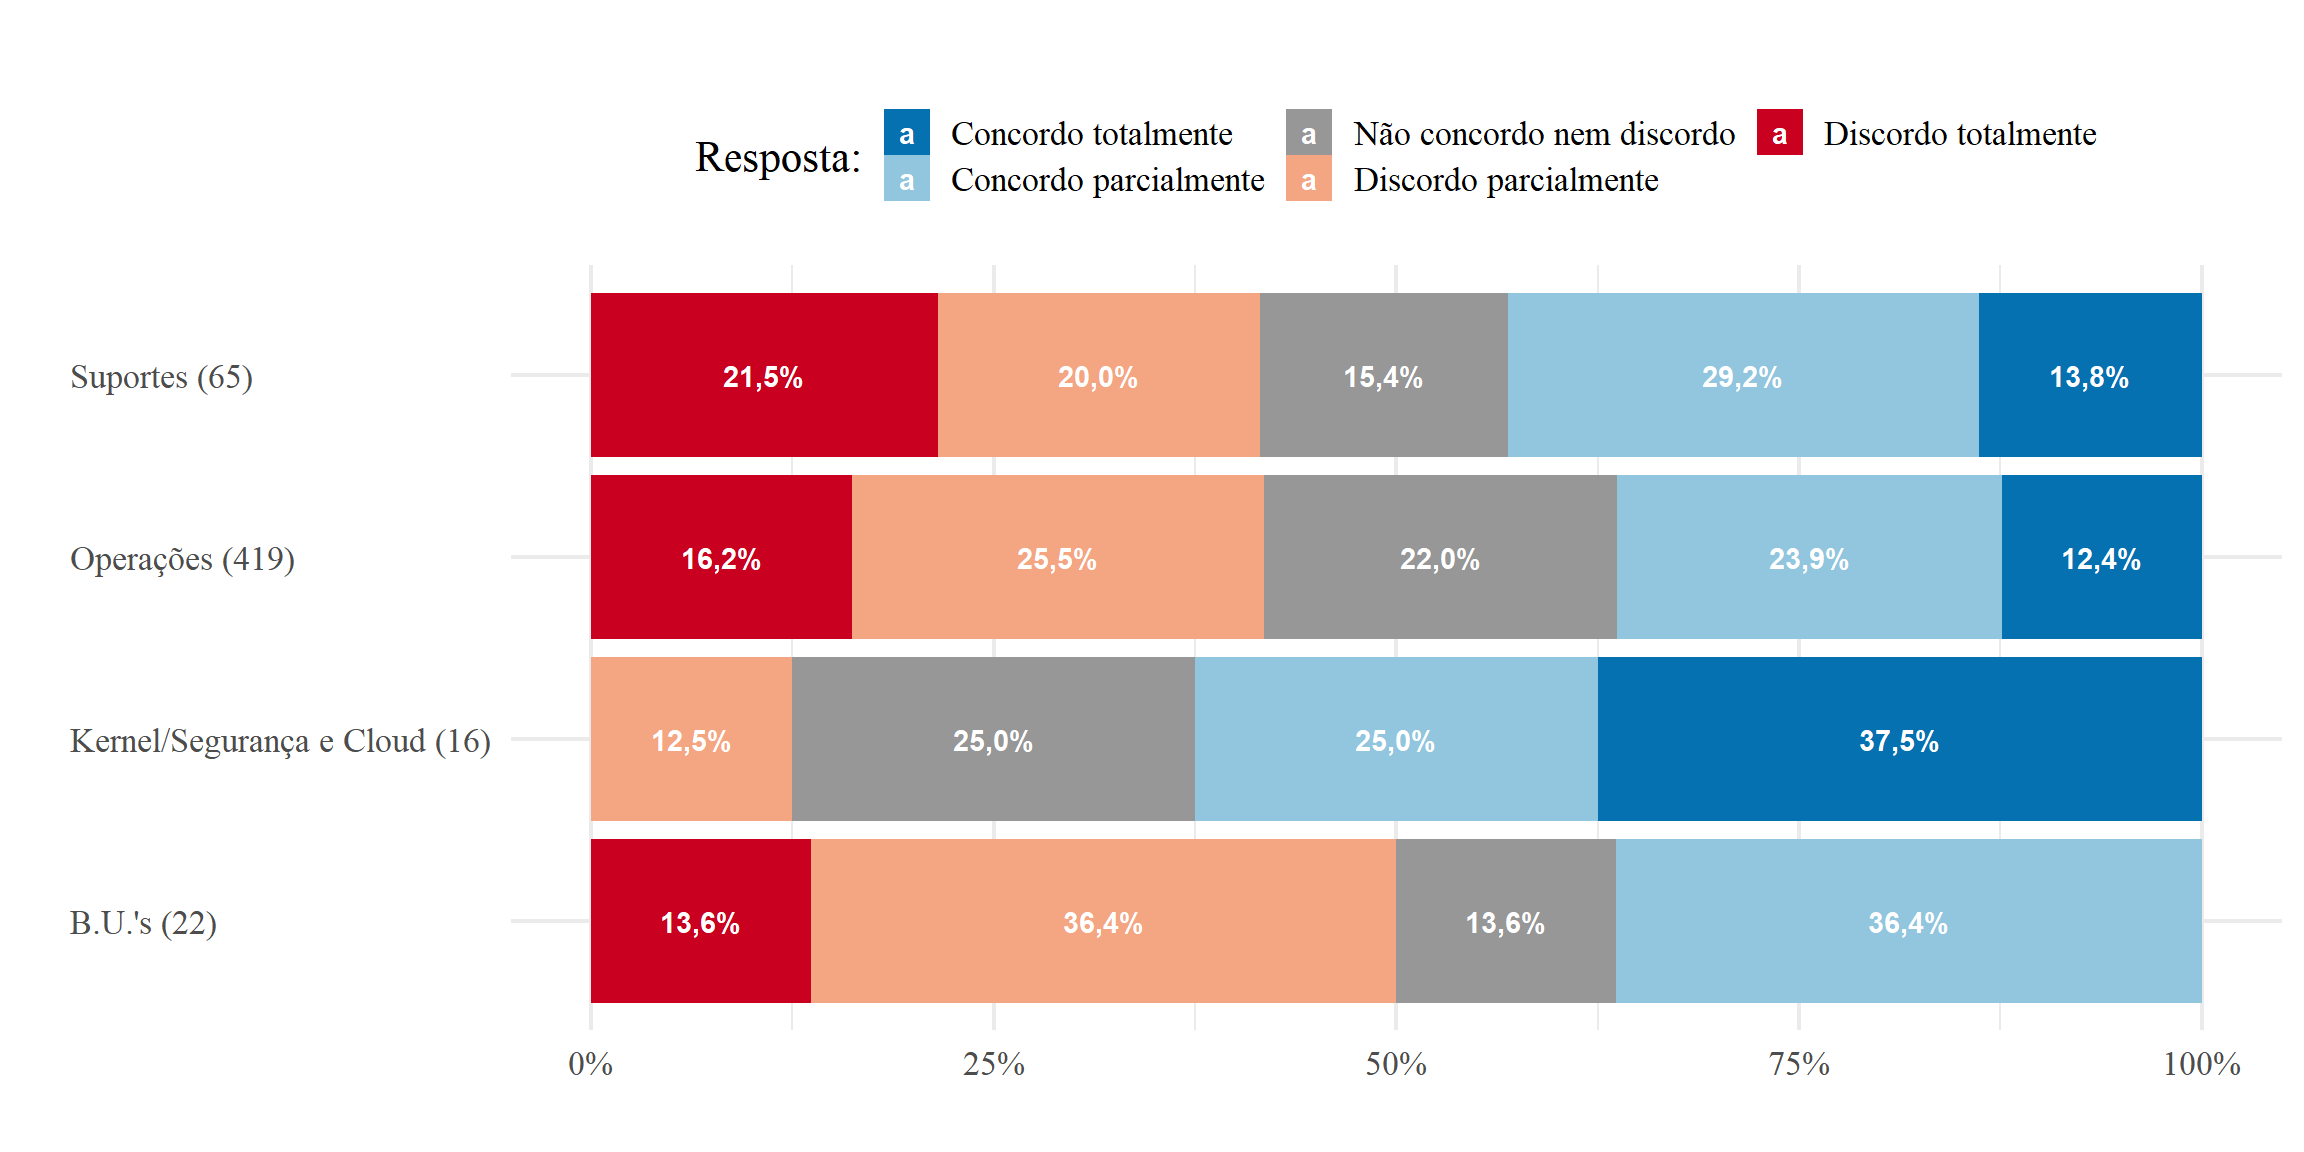 Resposta:
a Concordo totalmente
a Não concordo nem discordo
a Discordo totalmente
a Concordo parcialmente
a Discordo parcialmente
Suportes (65)
21,5% 20,0% 15,4% 29,2% 13,8%
Operações (419)
16,2% 25,5% 22,0% 23,9% 12,4%
Kernel/Segurança e Cloud (16)
12,5% 25,0% 25,0% 37,5%
B.U.'s (22)
13,6% 36,4% 13,6% 36,4%
0% 25% 50% 75% 100%